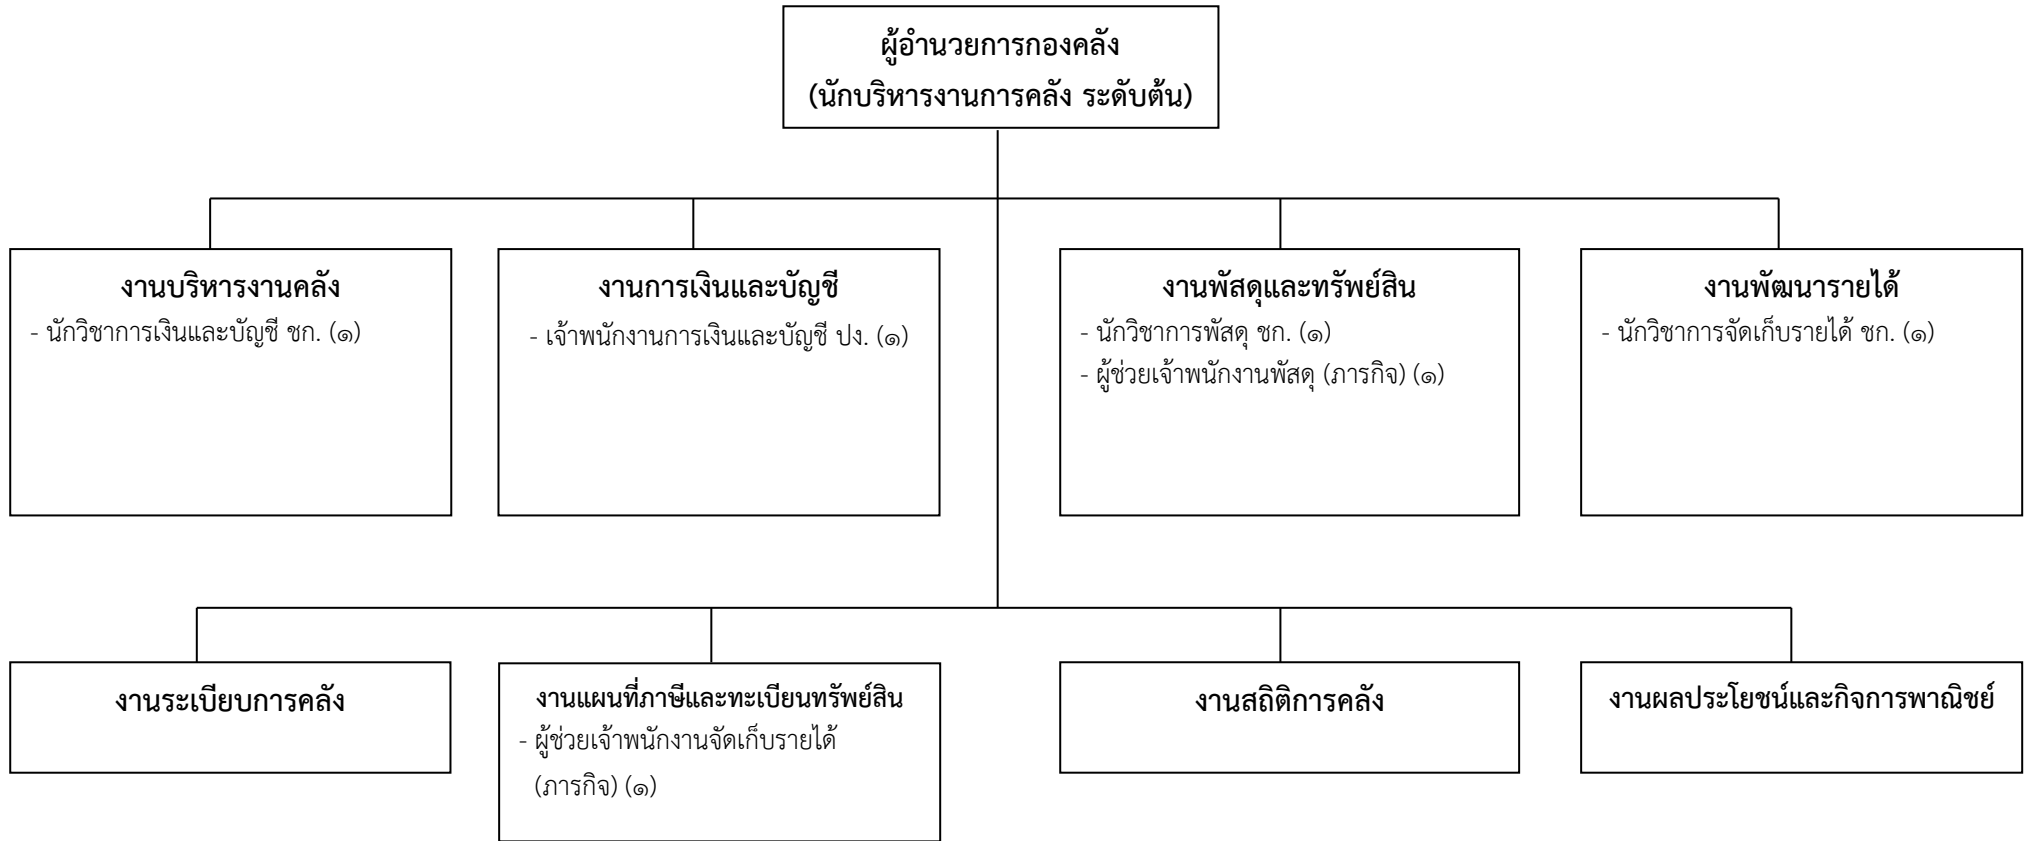 ผู้อำนวยการกองคลัง
(นักบริหารงานการคลัง ระดับต้น)
งานบริหารงานคลัง
- นักวิชาการเงินและบัญชี ชก. (๑)
งานการเงินและบัญชี
- เจ้าพนักงานการเงินและบัญชี ปง. (๑)
งานพัสดุและทรัพย์สิน
- นักวิชาการพัสดุ ชก. (๑)
- ผู้ช่วยเจ้าพนักงานพัสดุ (ภารกิจ) (๑)
งานพัฒนารายได้
- นักวิชาการจัดเก็บรายได้ ชก. (๑)
งานระเบียบการคลัง
งานแผนที่ภาษีและทะเบียนทรัพย์สิน
- ผู้ช่วยเจ้าพนักงานจัดเก็บรายได้
(ภารกิจ) (๑)
งานสถิติการคลัง
งานผลประโยชน์และกิจการพาณิชย์